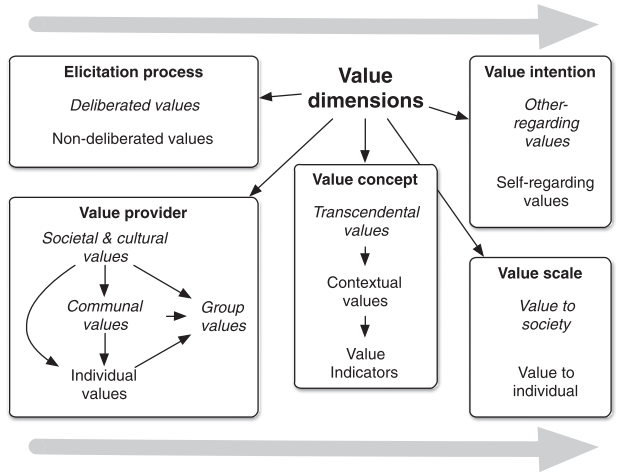 Elicitation process
Deliberated values
Non-deliberated values
Value
dimensions
Value intention
Other-
regarding
values
Self-regarding
values
Value provider
Societal & cultural
values
Communal
values
Group
values
Individual
values
Value concept
Transcendental
values
Contextual
values
Value
Indicators
Value scale
Value to
society
Value to
individual